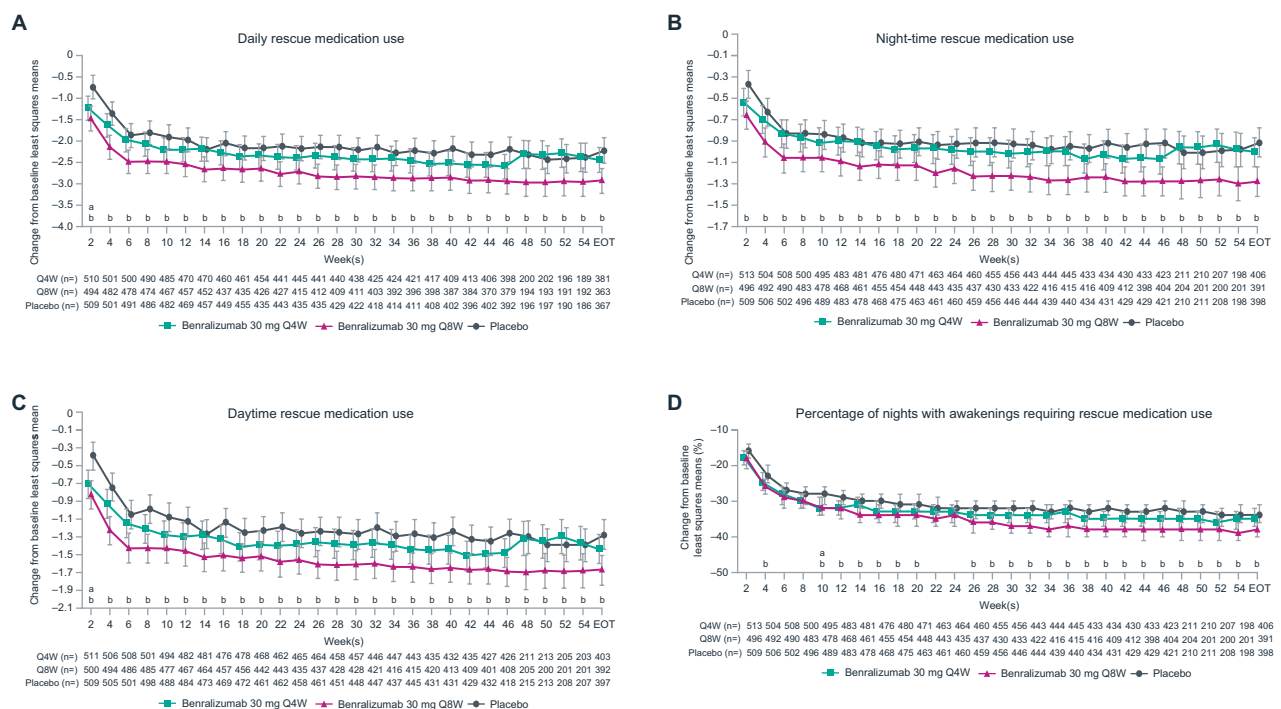 A
Daily rescue medication use
Change from baseline least squares means
0
–0.5
–1.0
–1.5
–2.0
–2.5
–3.0
–3.5
–4.0
a
b b b b b b b b b b b b b b b b b b b b b b b b b b b b
2 4 6 8 10 12 14 16 18 20 22 24 26 28 30 32 34 36 38 40 42 44 46 48 50 52 54 EOT
Week(s)
Q4W (n=) 510 501 500 490 485 470 470 460 461 454 441 445 441 440 438 425 424 421 417 409 413 406 398 200 202 196 189 381
Q8W (n=) 494 482 478 474 467 457 452 437 435 426 427 415 412 409 411 403 392 396 398 387 384 370 379 194 193 191 192 363
Placebo (n=) 509 501 491 486 482 469 457 449 455 435 443 435 435 429 422 418 414 411 408 402 396 402 392 196 197 190 186 367
Benralizumab 30 mg Q4W Benralizumab 30 mg Q8W Placebo
B
Night-time rescue medication use
Change from baseline least squares means
0
–0.1
–0.3
–0.5
–0.7
–0.9
–1.1
–1.3
–1.5
–1.7
b b b b b b b b b b b b b b b b b b b b b b b b b b b b
2 4 6 8 10 12 14 16 18 20 22 24 26 28 30 32 34 36 38 40 42 44 46 48 50 52 54 EOT
Week(s)
Q4W (n=) 513 504 508 500 495 483 481 476 480 471 463 464 460 455 456 443 444 445 433 434 430 433 423 211 210 207 198 406
Q8W (n=) 496 492 490 483 478 468 461 455 454 448 443 435 437 430 433 422 416 415 416 409 412 398 404 204 201 200 201 391
Placebo (n=) 509 506 502 496 489 483 478 468 475 463 461 460 459 456 446 444 439 440 434 431 429 429 421 210 211 208 198 398
Benralizumab 30 mg Q4W Benralizumab 30 mg Q8W Placebo
C
Daytime rescue medication use
Change from baseline least squares mean
0
–0.1
–0.3
–0.5
–0.7
–0.9
–1.1
–1.3
–1.5
–1.7
–1.9
–2.1
a
b b b b b b b b b b b b b b b b b b b b b b b b b b b b
2 4 6 8 10 12 14 16 18 20 22 24 26 28 30 32 34 36 38 40 42 44 46 48 50 52 54 EOT
Week(s)
Q4W (n=) 511 506 508 501 494 482 481 476 478 468 462 465 464 458 457 446 447 443 435 432 435 427 426 211 213 205 203 403
Q8W (n=) 500 494 486 485 477 467 464 457 462 444 443 435 437 428 428 421 416 415 420 413 409 401 408 205 200 201 201 392
Placebo (n=) 509 505 501 498 488 484 473 469 472 461 462 458 461 451 448 447 437 445 431 431 429 432 418 215 213 208 207 397
Benralizumab 30 mg Q4W Benralizumab 30 mg Q8W Placebo
D
Percentage of nights with awakenings requiring rescue medication use
Change from baseline
least squares means (%)
–10
–20
–30
–40
–50
a
b b b b b b b b b b b b b b b b b b b b b b b
2 4 6 8 10 12 14 16 18 20 22 24 26 28 30 32 34 36 38 40 42 44 46 48 50 52 54 EOT
Week(s)
Q4W (n=) 513 504 508 500 495 483 481 476 480 471 463 464 460 455 456 443 444 445 433 434 430 433 423 211 210 207 198 406
Q8W (n=) 496 492 490 483 478 468 461 455 454 448 443 435 437 430 433 422 416 415 416 409 412 398 404 204 201 200 201 391
Placebo (n=) 509 506 502 496 489 483 478 468 475 463 461 460 459 456 446 444 439 440 434 431 429 429 421 210 211 208 198 398
Benralizumab 30 mg Q4W Benralizumab 30 mg Q8W Placebo